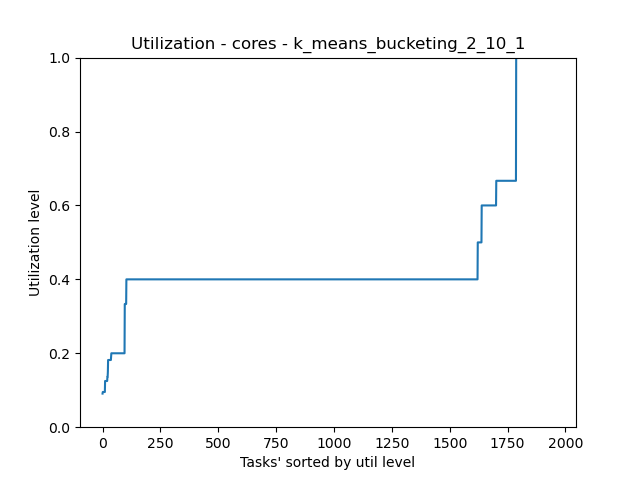 Utilization - cores - k_means_bucketing_2_10_1
1.0
0.8
0.6
0.4
0.2
0.0
Utilization level
0 250 500 750 1000 1250 1500 1750 2000
Tasks' sorted by util level